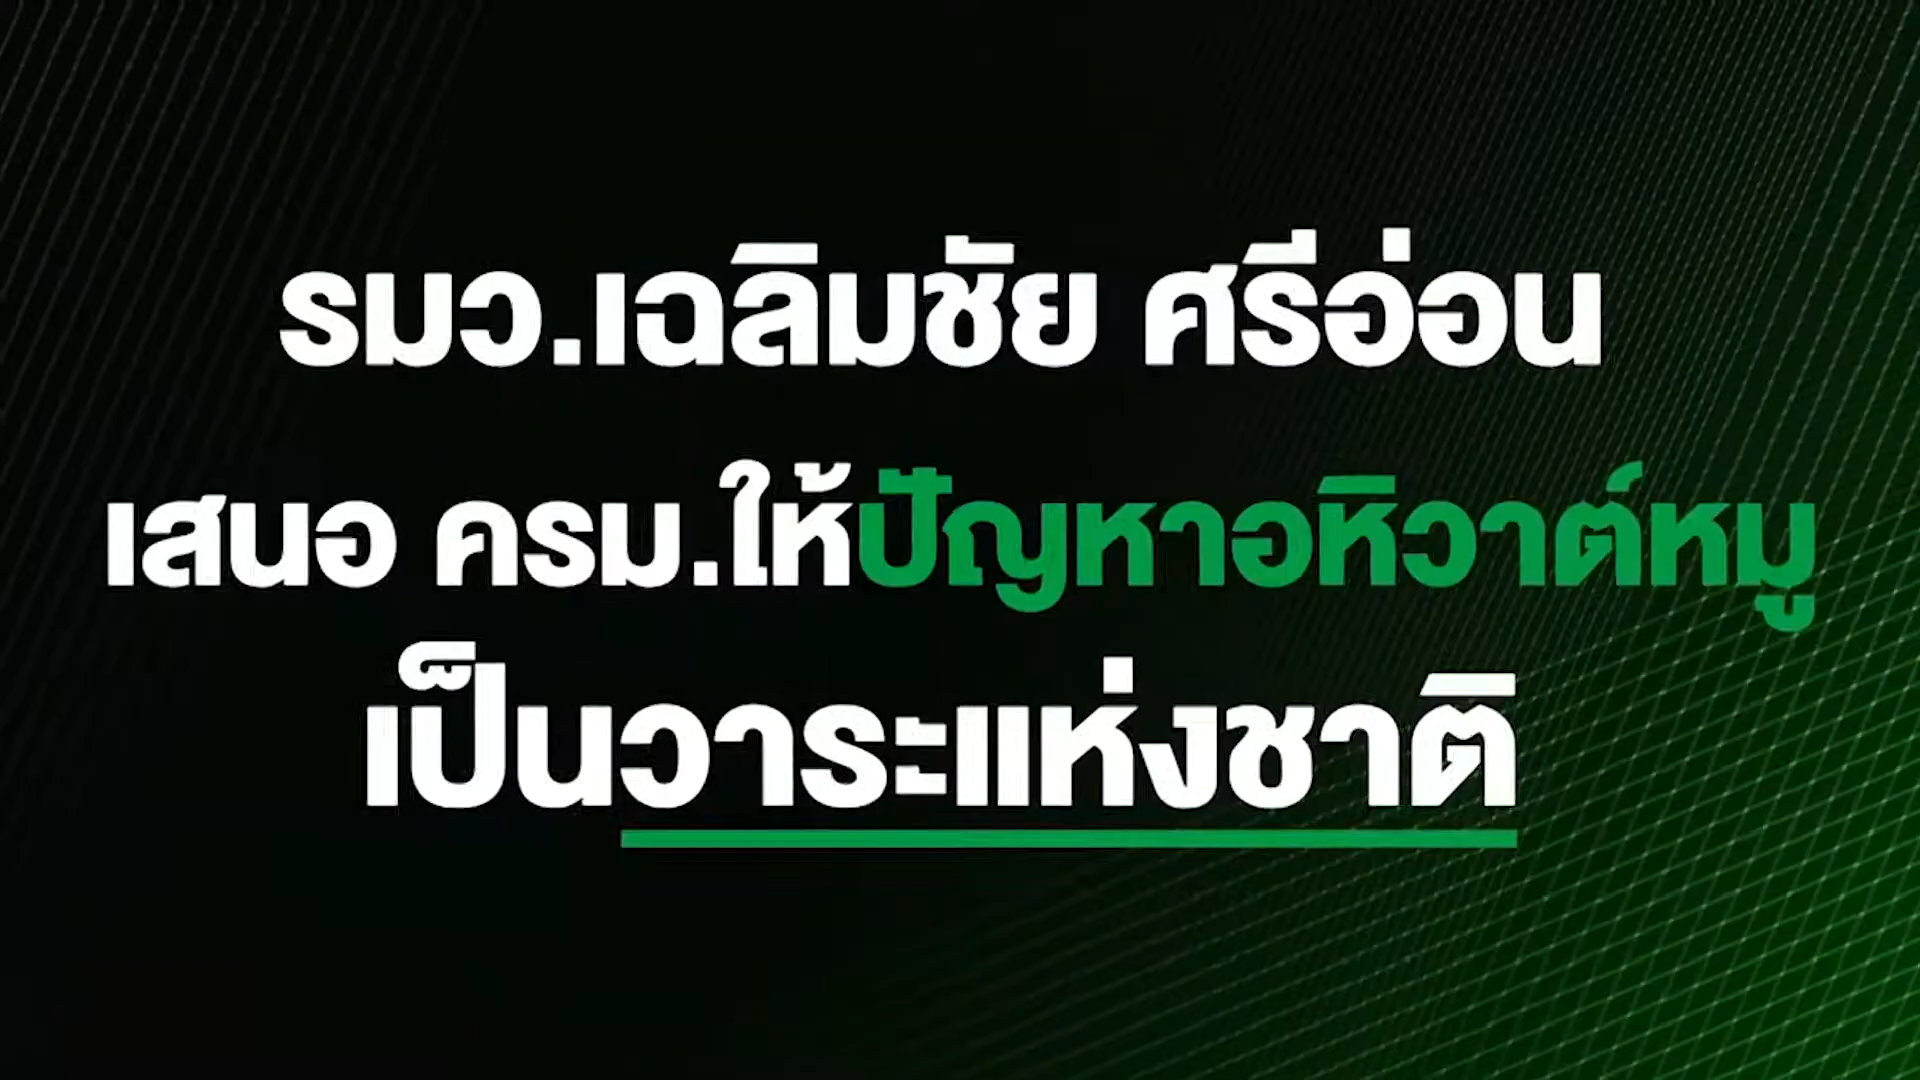 รมว.เฉลิมชัย ศรีอ่อน
เสนอ ครม.ให้ปัญหาอหิวาต์หมู
เป็นวาระแห่งชาติ